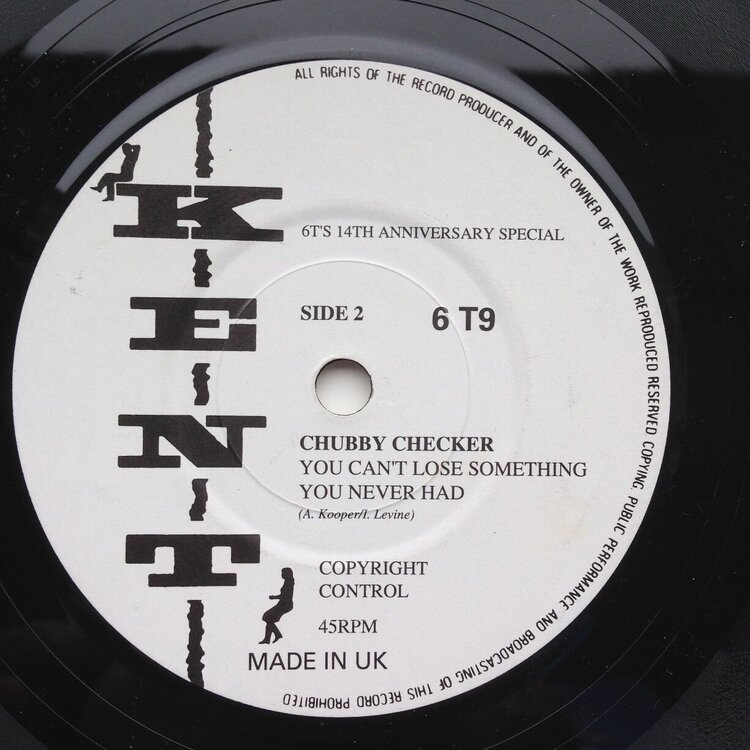 ALL RIGHTS OF THE RECORD PRODUCER AND OF THE OWNER OF THE WORK REPRODUCED RESERVED COPYING, PUBLIC PERFORMANCE AND BROADCASTING OF THIS RECORD PROHIBITED
KENT
6T'S 14TH ANNIVERSARY SPECIAL
SIDE 2 6 T9
CHUBBY CHECKER
YOU CAN'T LOSE SOMETHING
YOU NEVER HAD
(A. Kooper/I. Levine)
COPYRIGHT
CONTROL
45RPM
MADE IN UK